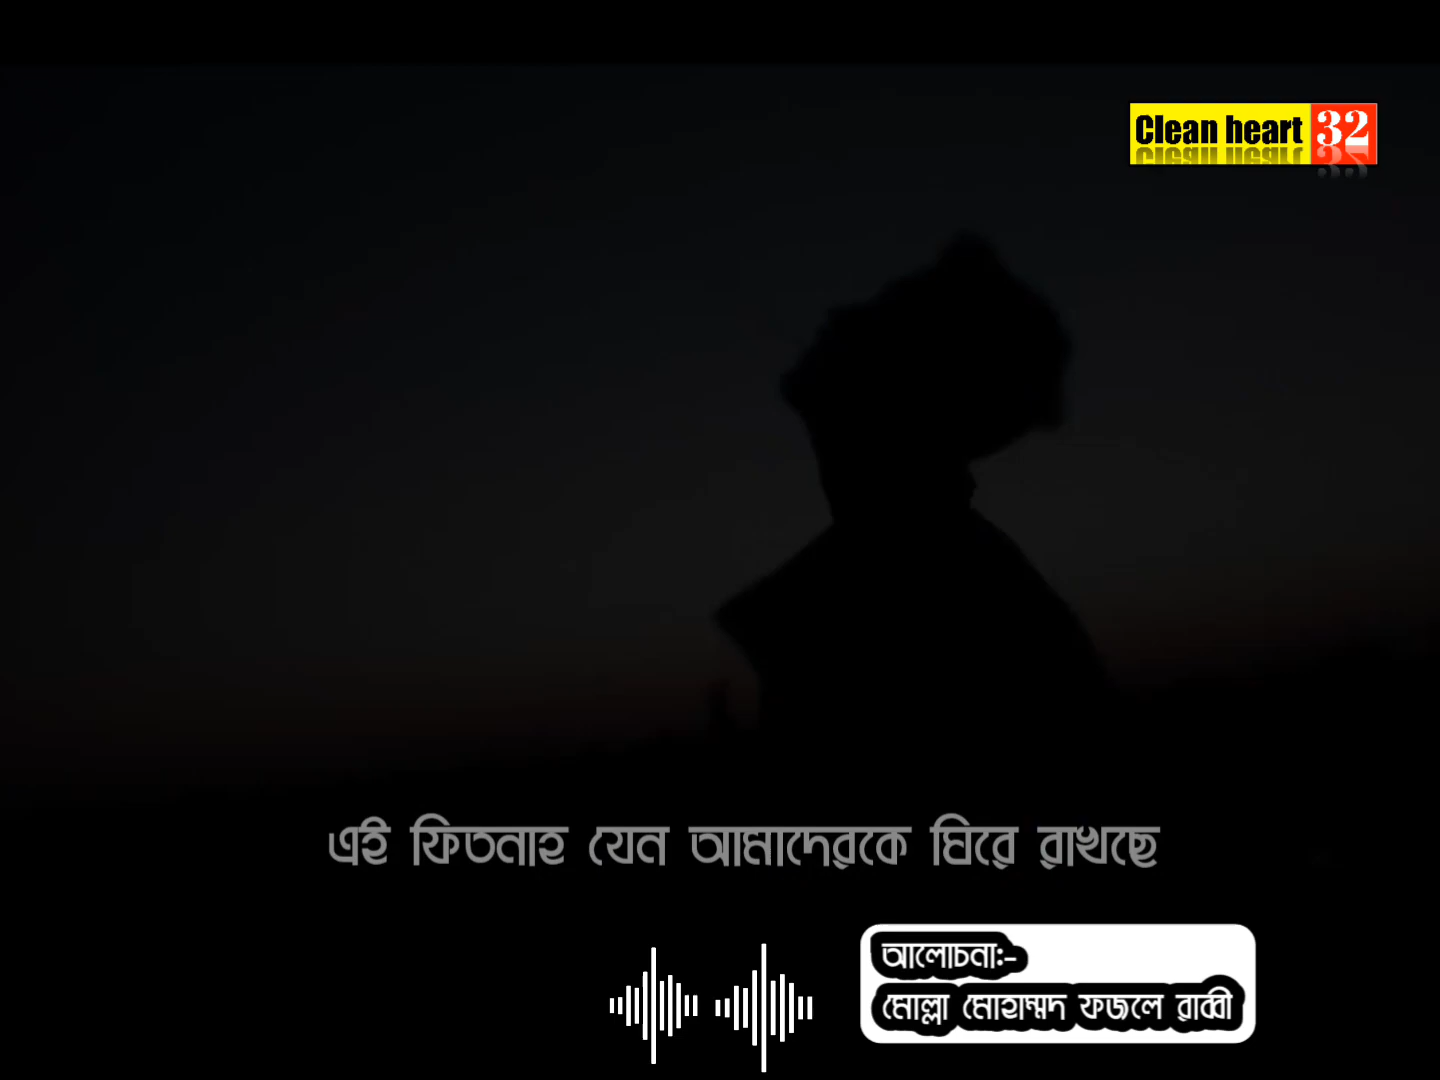 Clean heart 32
এই ফিতনাহ যেন আমাদেরকে ঘিরে রাখছে
আলোচনাঃ-
মোল্লা মোহাম্মদ ফজলে রাব্বী